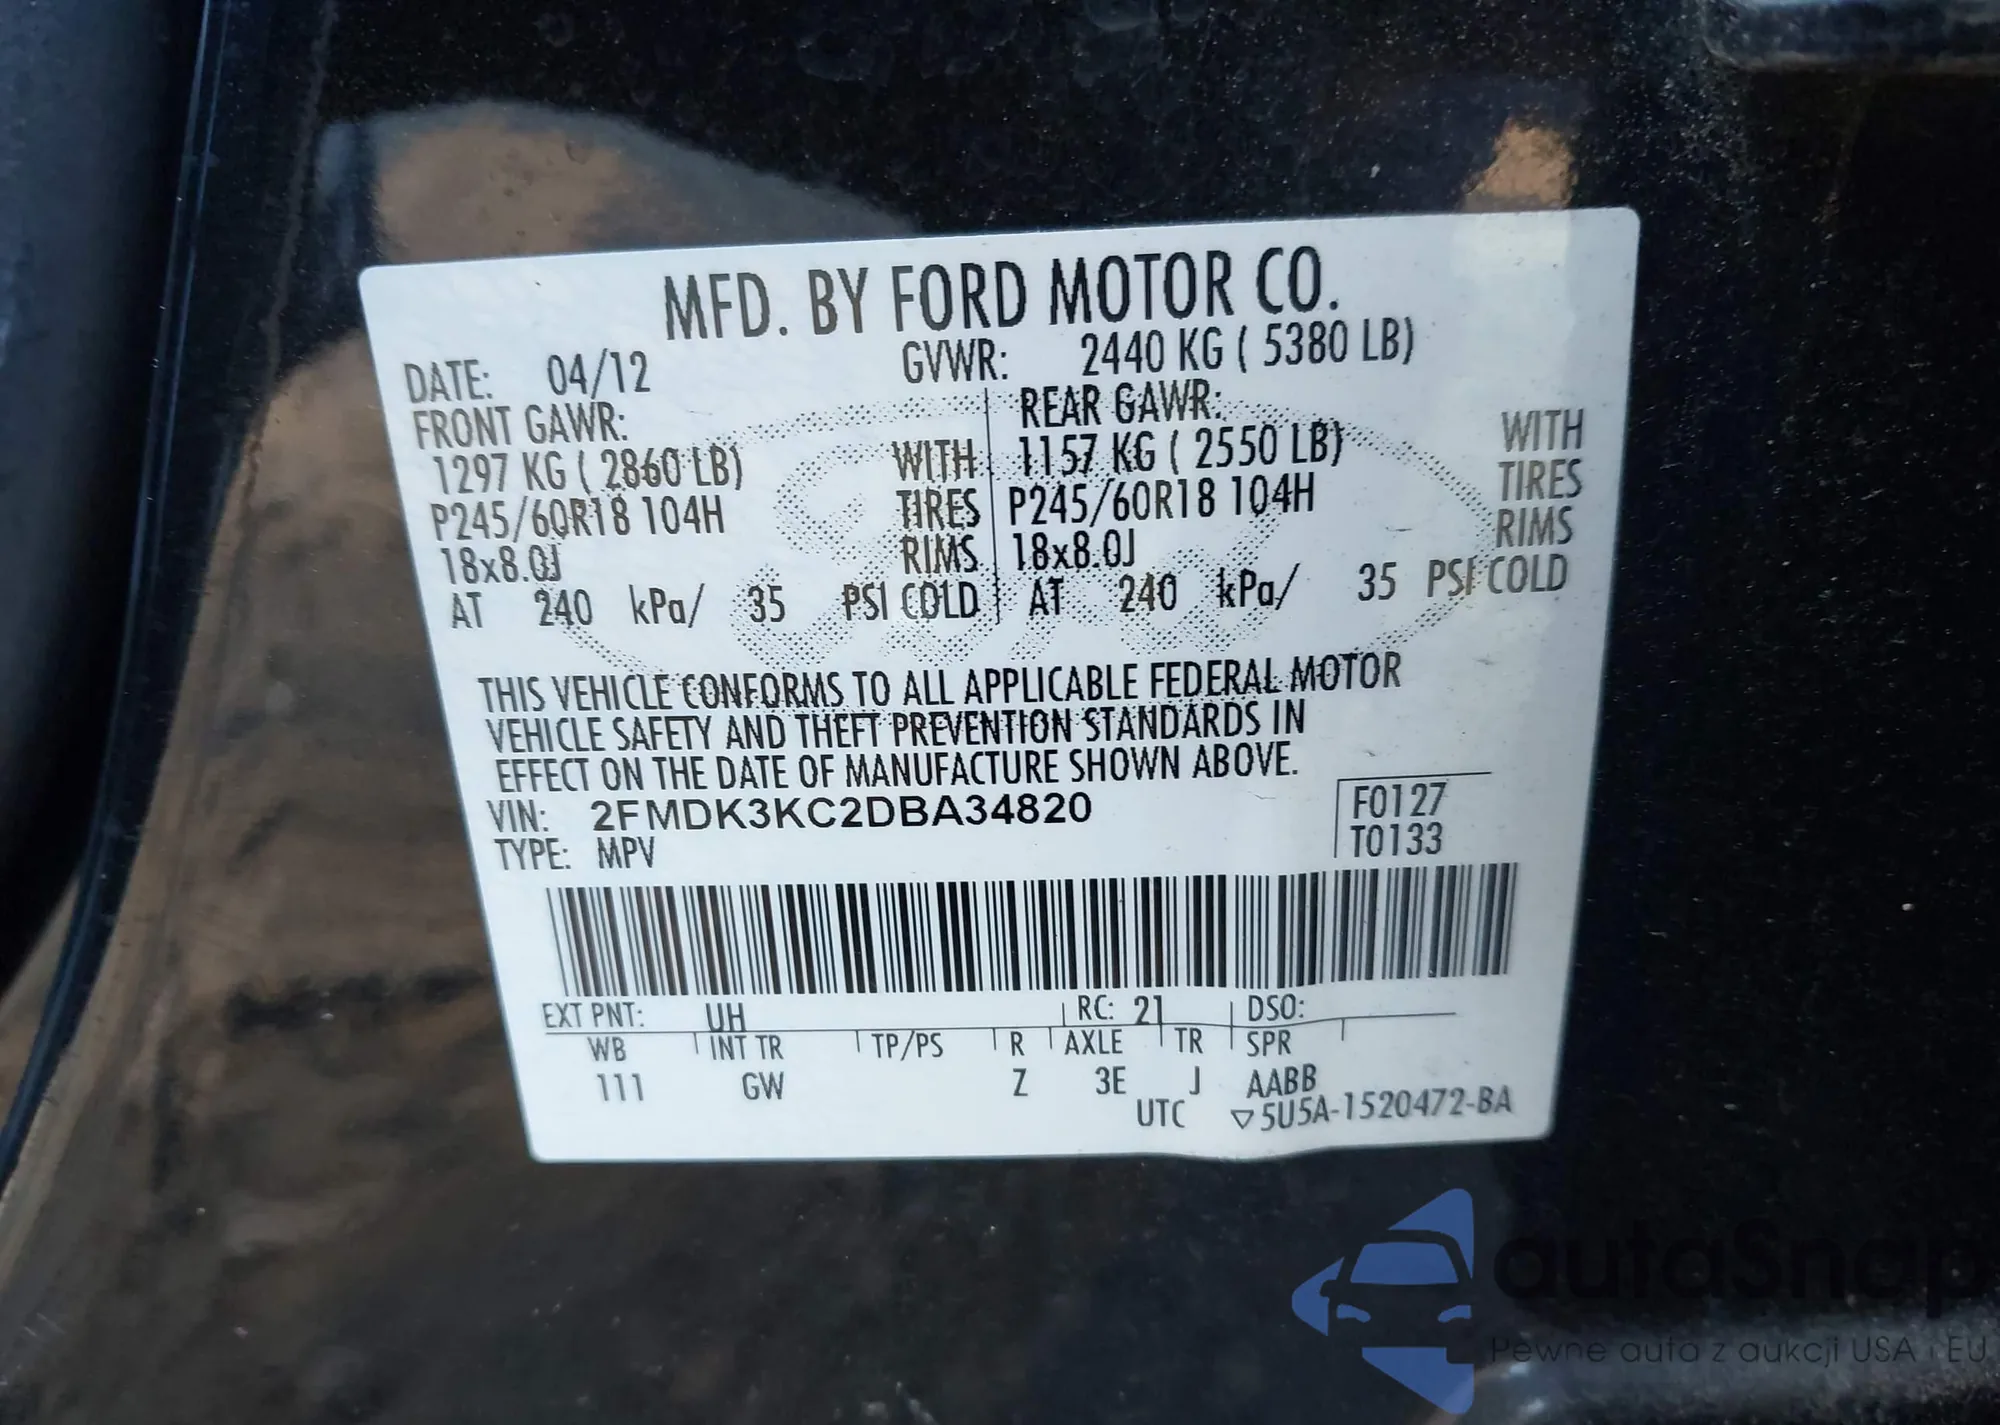 MFD. BY FORD MOTOR CO.
DATE: 04/12 GVWR: 2440 KG ( 5380 LB)
FRONT GAWR: REAR GAWR:
1297 KG ( 2860 LB) WITH 1157 KG ( 2550 LB) WITH
P245/60R18 104H TIRES P245/60R18 104H TIRES
18x8.0J RIMS 18x8.0J RIMS
AT 240 kPa/ 35 PSI COLD AT 240 kPa/ 35 PSI COLD
THIS VEHICLE CONFORMS TO ALL APPLICABLE FEDERAL MOTOR
VEHICLE SAFETY AND THEFT PREVENTION STANDARDS IN
EFFECT ON THE DATE OF MANUFACTURE SHOWN ABOVE.
VIN: 2FMDK3KC2DBA34820 F0127
TYPE: MPV T0133
EXT PNT: UH RC: 21 DSO:
WB INT TR TP/PS R AXLE TR SPR
111 GW Z 3E J AABB
UTC ▽5U5A-1520472-BA
autaSnap
Pewne auta z aukcji USA i EU